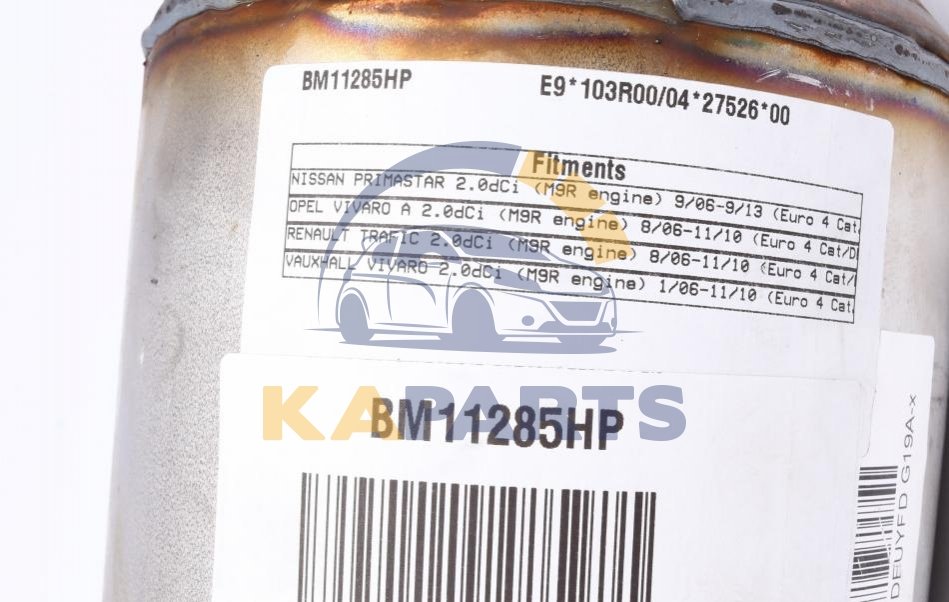 BM11285HP E9*103R00/04*27526*00
Fitments
NISSAN PRIMASTAR 2.0dCi (M9R engine) 9/06-9/13 (Euro 4 Cat
OPEL VIVARO A 2.0dCi (M9R engine) 8/06-11/10 (Euro 4 Cat/D
RENAULT TRAFIC 2.0dCi (M9R engine) 8/06-11/10 (Euro 4 Cat/
VAUXHALL VIVARO 2.0dCi (M9R engine) 1/06-11/10 (Euro 4 Cat
KAPARTS
BM11285HP
DEUYFD G19A-x